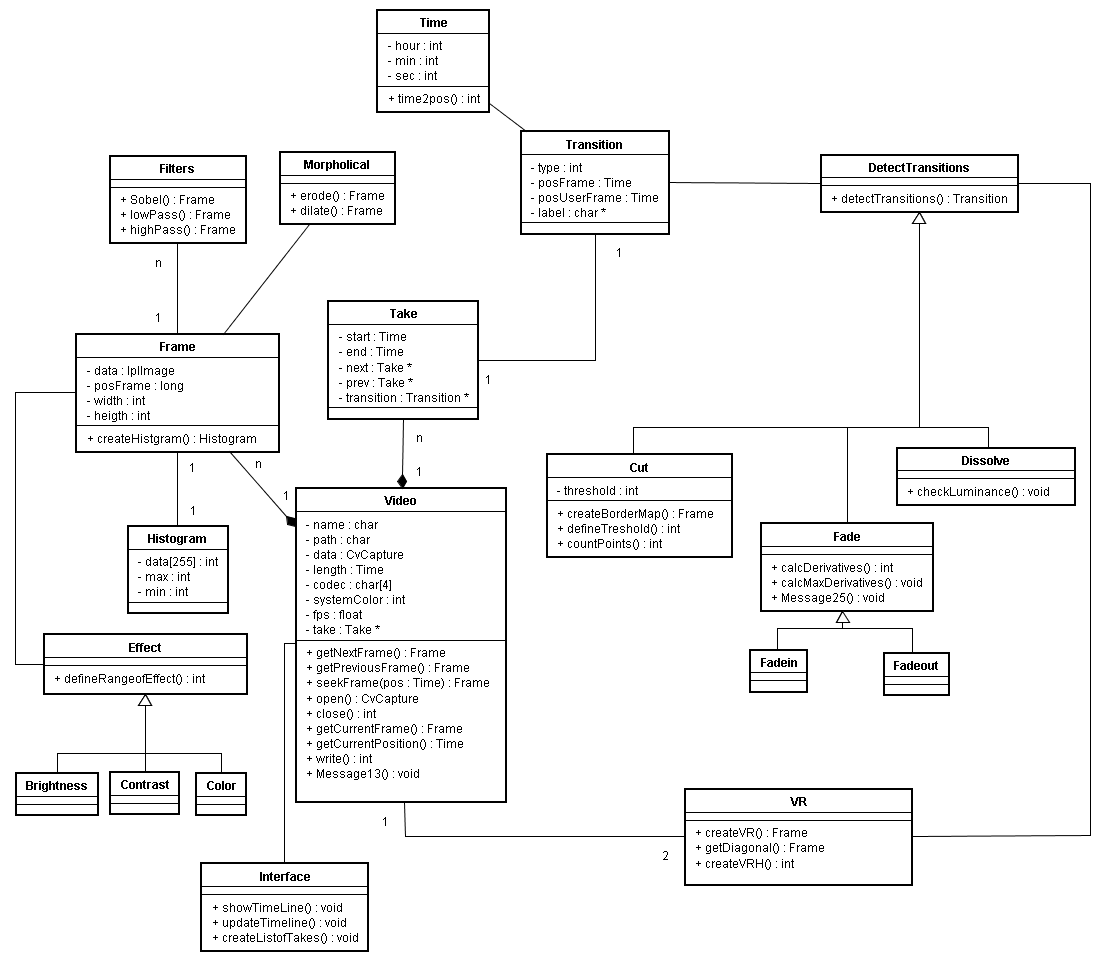 Time
- hour : int
- min : int
- sec : int
+ time2pos() : int
Transition
- type : int
- posFrame : Time
- posUserFrame : Time
- label : char *
DetectTransitions
+ detectTransitions() : Transition
Filters
+ Sobel() : Frame
+ lowPass() : Frame
+ highPass() : Frame
Morpholical
+ erode() : Frame
+ dilate() : Frame
n
1
1
Take
- start : Time
- end : Time
- next : Take *
- prev : Take *
- transition : Transition *
1
Frame
- data : IplImage
- posFrame : long
- width : int
- heigth : int
+ createHistgram() : Histogram
n
1
1
n
1
1
Histogram
- data[255] : int
- max : int
- min : int
Video
- name : char
- path : char
- data : CvCapture
- length : Time
- codec : char[4]
- systemColor : int
- fps : float
- take : Take *
+ getNextFrame() : Frame
+ getPreviousFrame() : Frame
+ seekFrame(pos : Time) : Frame
+ open() : CvCapture
+ close() : int
+ getCurrentFrame() : Frame
+ getCurrentPosition() : Time
+ write() : int
+ Message13() : void
Cut
- threshold : int
+ createBorderMap() : Frame
+ defineTreshold() : int
+ countPoints() : int
Dissolve
+ checkLuminance() : void
Fade
+ calcDerivatives() : int
+ calcMaxDerivatives() : void
+ Message25() : void
Fadein
Fadeout
Effect
+ defineRangeofEffect() : int
Brightness
Contrast
Color
1
2
VR
+ createVR() : Frame
+ getDiagonal() : Frame
+ createVRH() : int
Interface
+ showTimeLine() : void
+ updateTimeline() : void
+ createListofTakes() : void